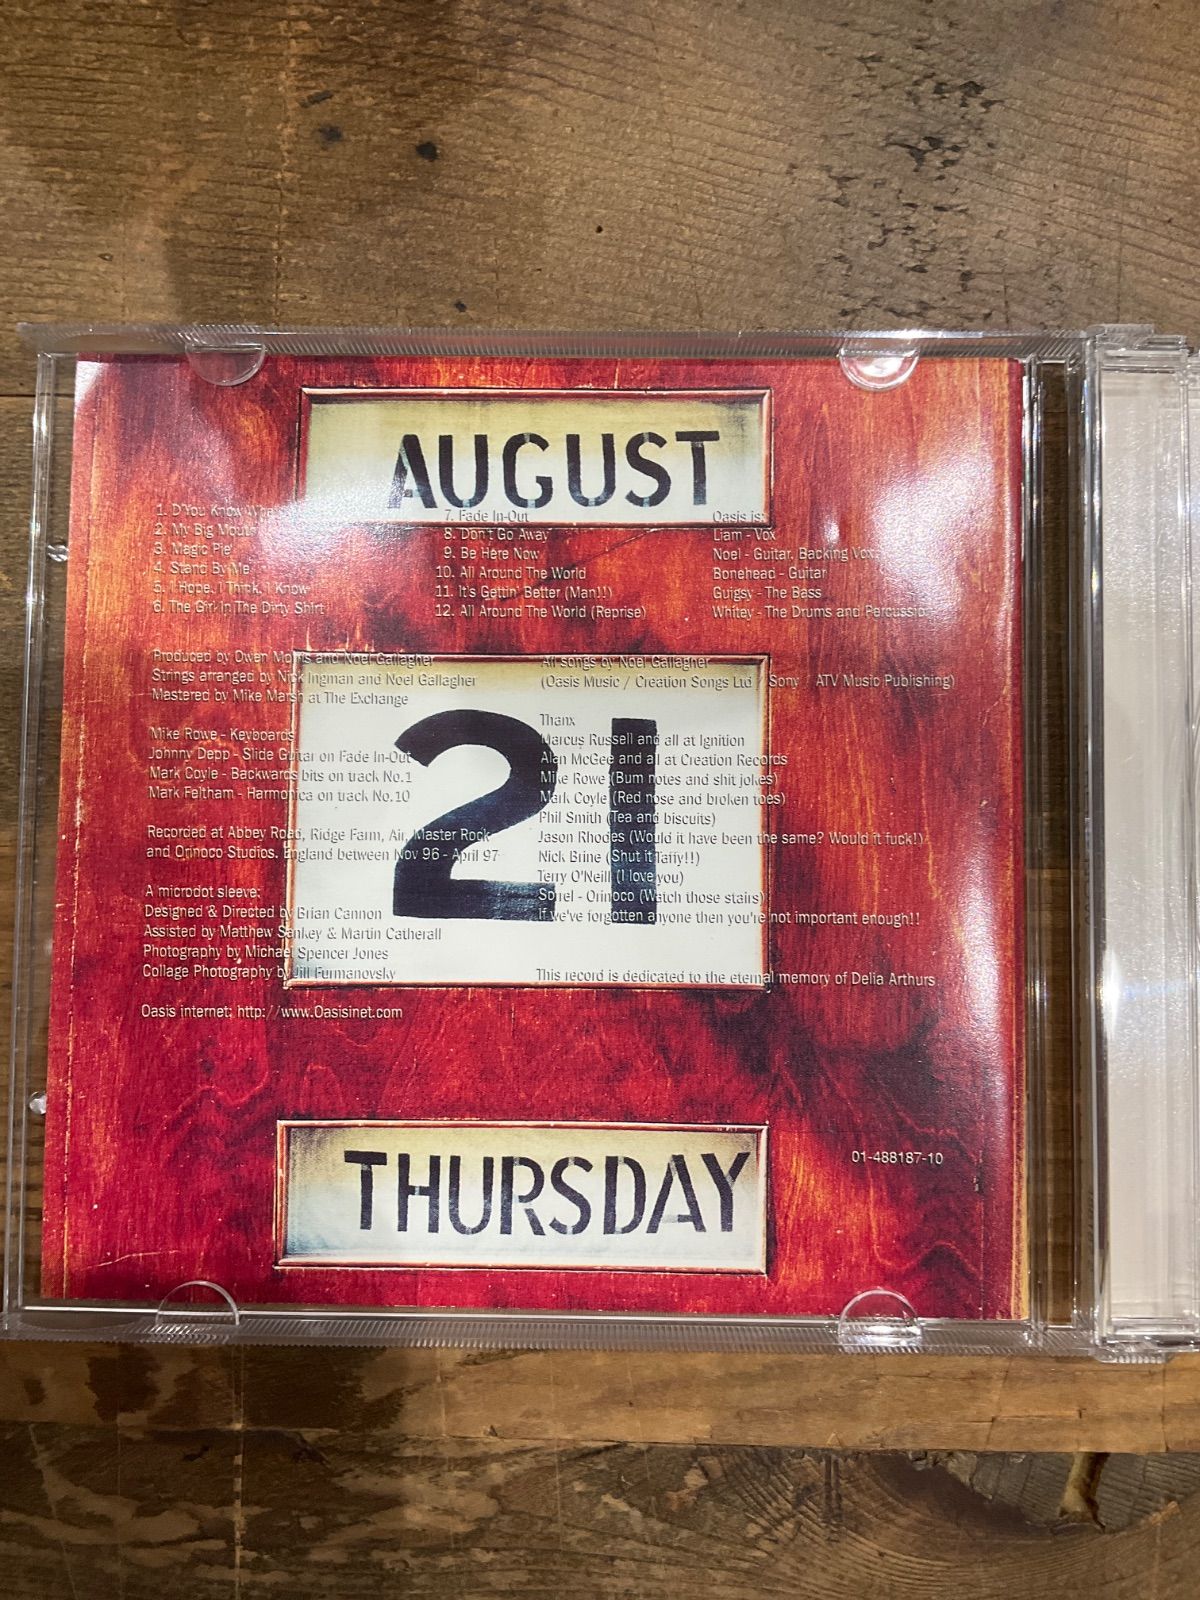 AUGUST
1. D'You Know Wha
2. My Big Mouth
3. Magic Pie
4. Stand By Me
5. I Hope, I Think, I Know
6. The Girl In The Dirty Shirt
7. Fade In-Out
8. Don't Go Away
9. Be Here Now
10. All Around The World
11. It's Gettin' Better (Man!!)
12. All Around The World (Reprise)
Oasis is:
Liam - Vox
Noel - Guitar, Backing Vox
Bonehead - Guitar
Guigsy - The Bass
Whitey - The Drums and Percussion
Produced by Owen Morris and Noel Gallagher
Strings arranged by Nick Ingman and Noel Gallagher
Mastered by Mike Marsh at The Exchange
Mike Rowe - Keyboards
Johnny Depp - Slide Guitar on Fade In-Out
Mark Coyle - Backwards bits on track No.1
Mark Feltham - Harmonica on track No.10
Recorded at Abbey Road, Ridge Farm, Air, Master Rock
and Orinoco Studios. England between Nov 96 - April 97
A microdot sleeve:
Designed & Directed by Brian Cannon
Assisted by Matthew Sankey & Martin Catherall
Photography by Michael Spencer Jones
Collage Photography by Jill Furmanovsky
Oasis internet: http://www.Oasisinet.com
All songs by Noel Gallagher
(Oasis Music / Creation Songs Ltd / Sony / ATV Music Publishing)
Thanx
Marcus Russell and all at Ignition
Alan McGee and all at Creation Records
Mike Rowe (Bum notes and shit jokes)
Mark Coyle (Red nose and broken toes)
Phil Smith (Tea and biscuits)
Jason Rhodes (Would it have been the same? Would it fuck!)
Nick Brine (Shut it Taffy!!)
Terry O'Neill (I love you)
Sorrel - Orinoco (Watch those stairs)
If we've forgotten anyone then you're not important enough!!
This record is dedicated to the eternal memory of Delia Arthurs
21
THURSDAY
01-488187-10